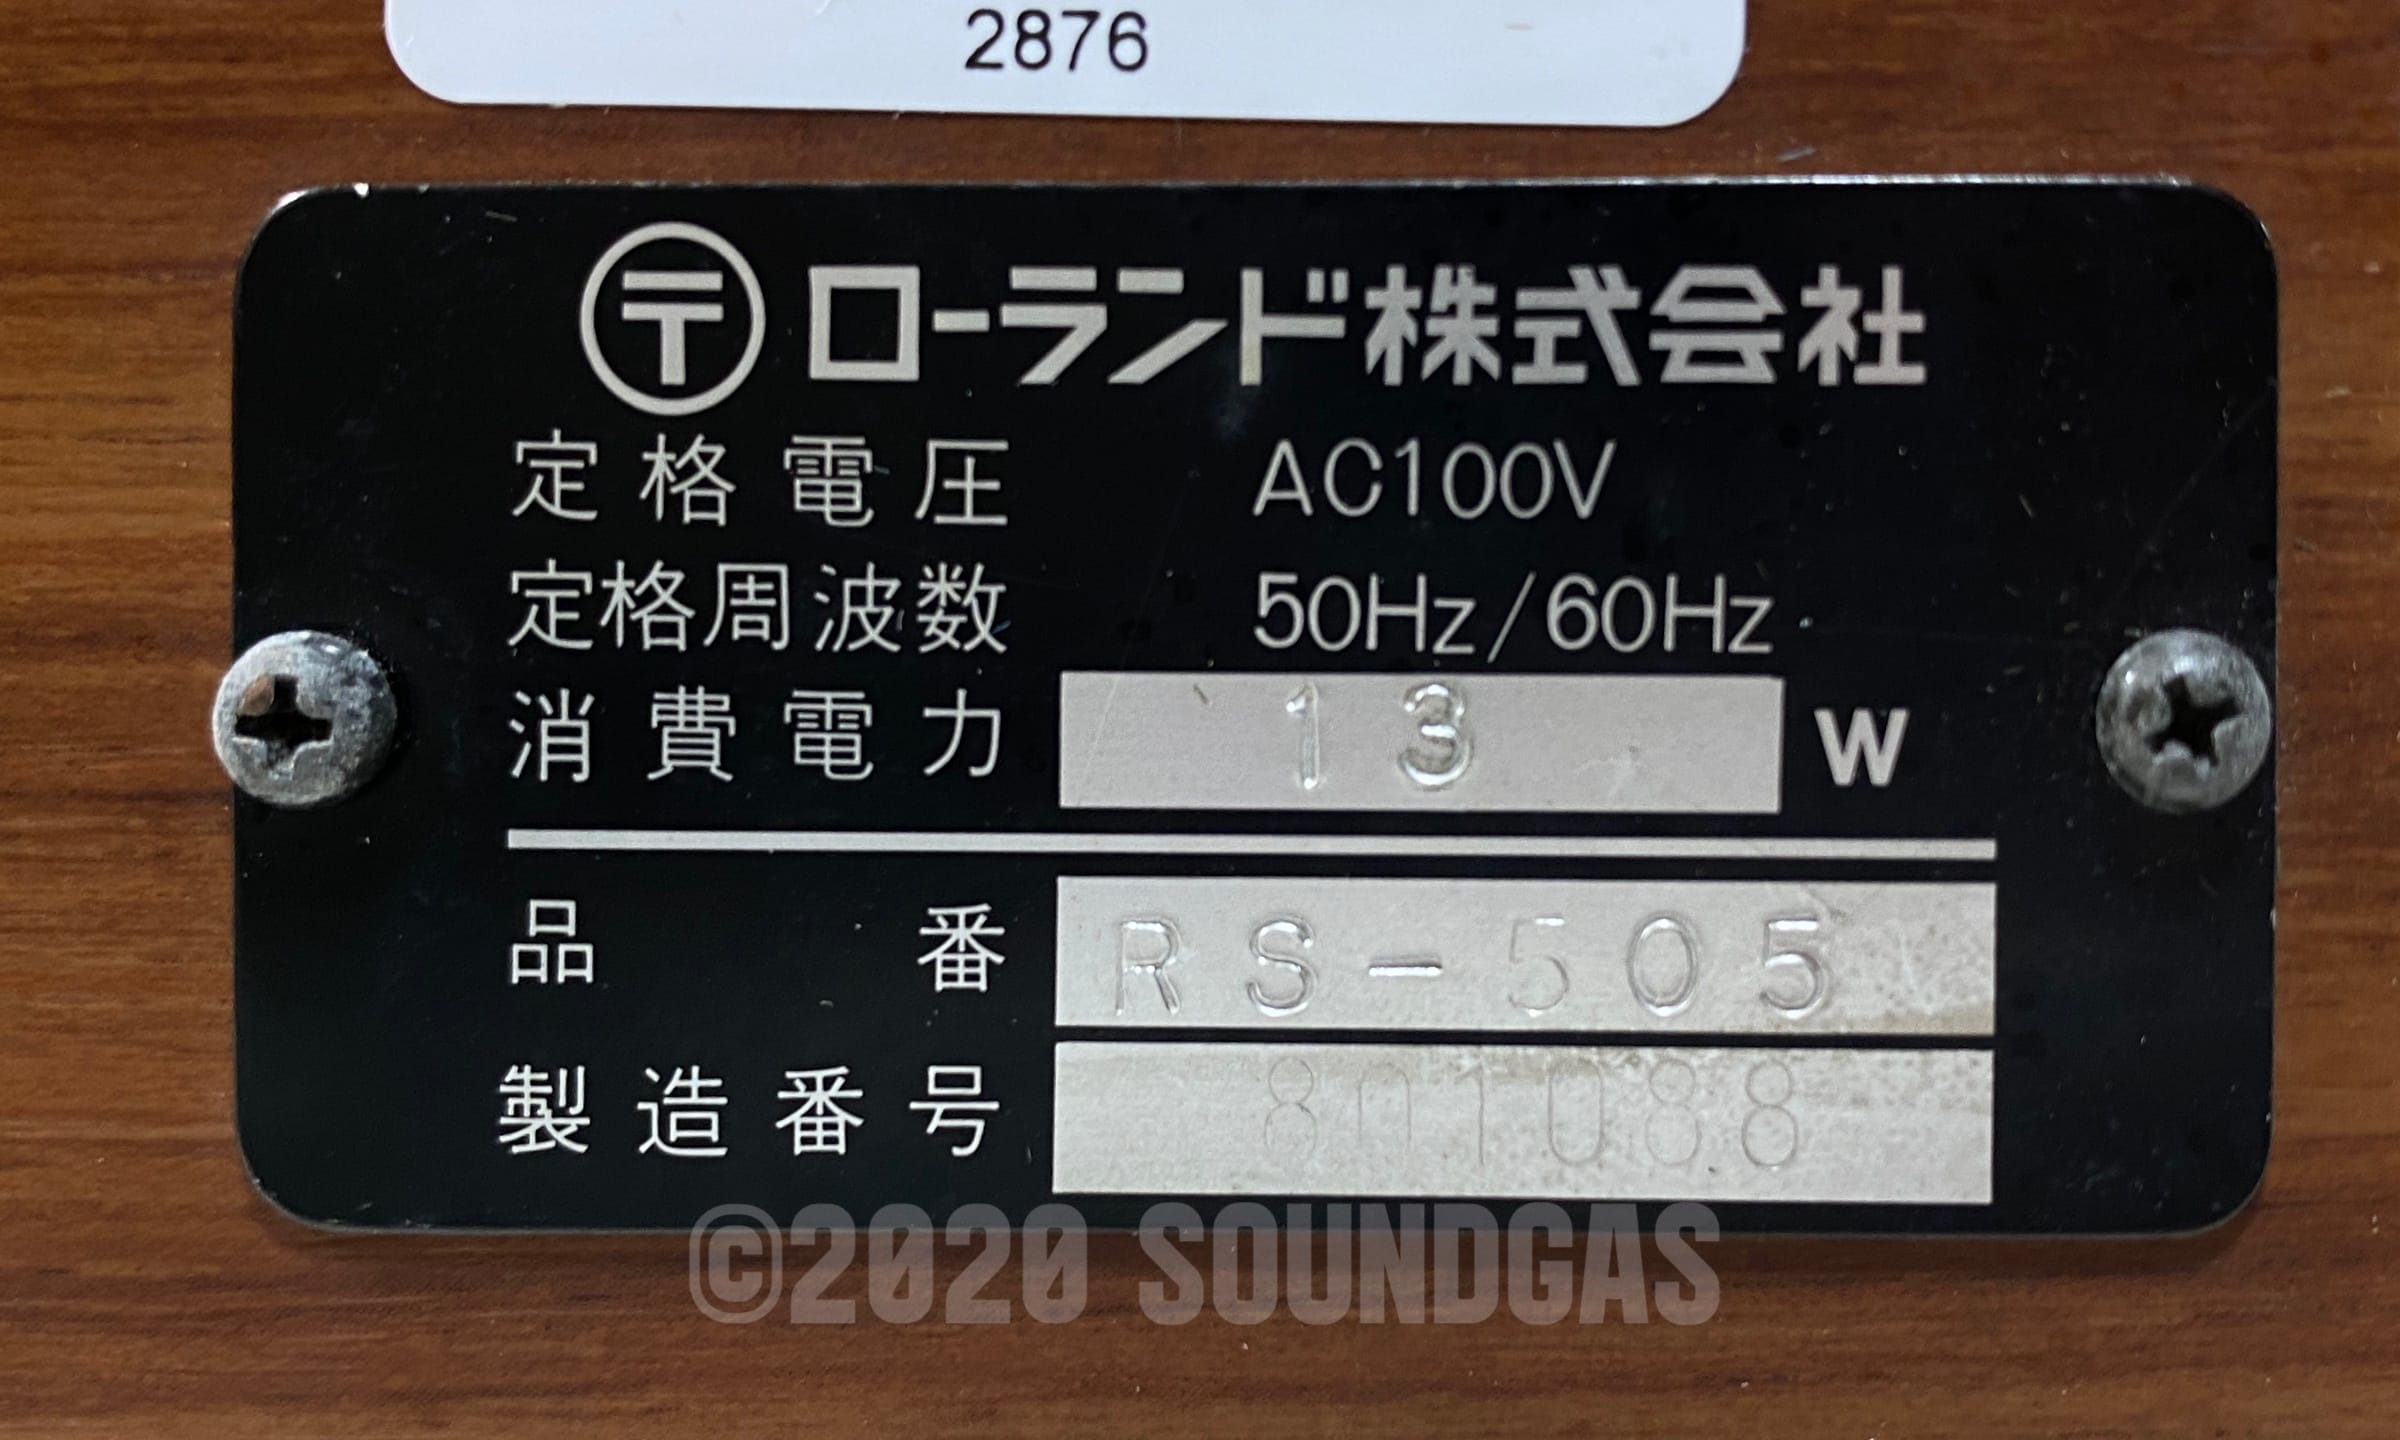 2876
〶ローランド株式会社
定格電圧 AC100V
定格周波数 50Hz/60Hz
消費電力 13 W
品番 RS-505
製造番号 801088
©2020 SOUNDGAS